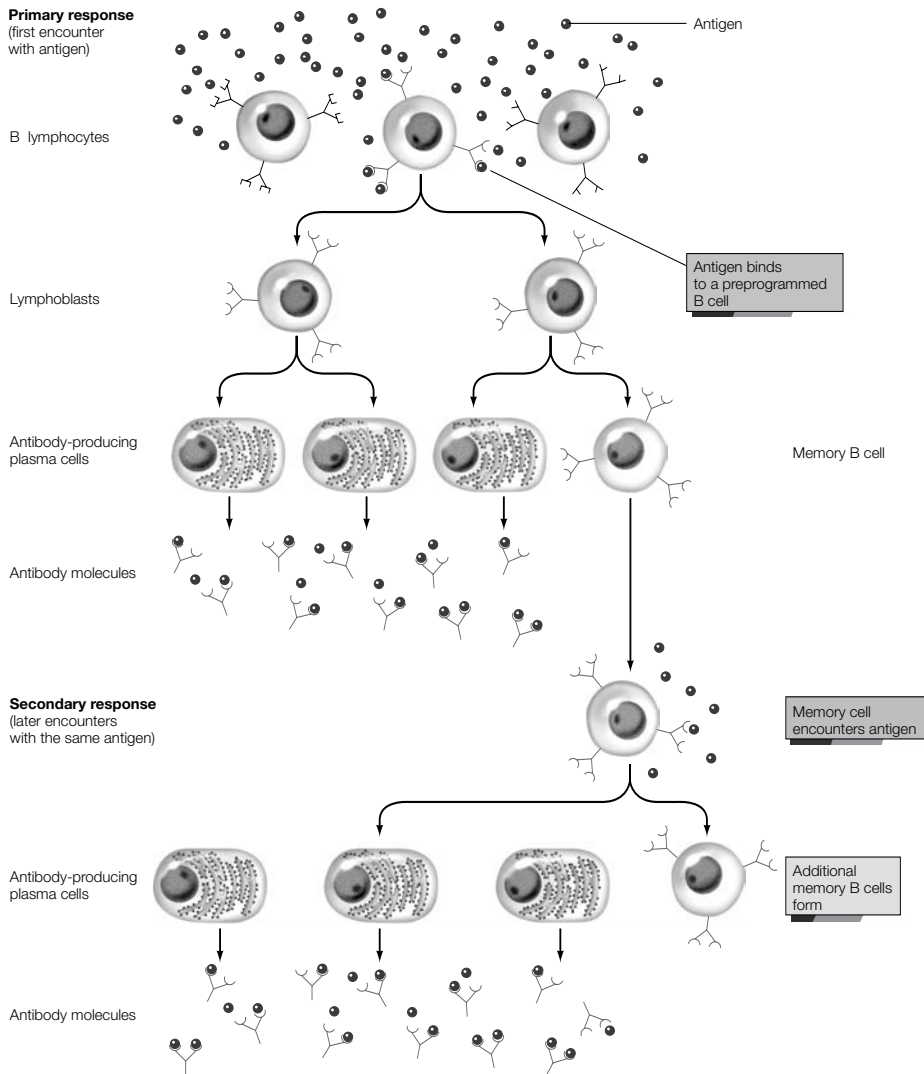 Primary response
(first encounter
with antigen)
Antigen
B lymphocytes
Antigen binds
to a preprogrammed
B cell
Lymphoblasts
Antibody-producing
plasma cells
Memory B cell
Antibody molecules
Secondary response
(later encounters
with the same antigen)
Memory cell
encounters antigen
Antibody-producing
plasma cells
Additional
memory B cells
form
Antibody molecules